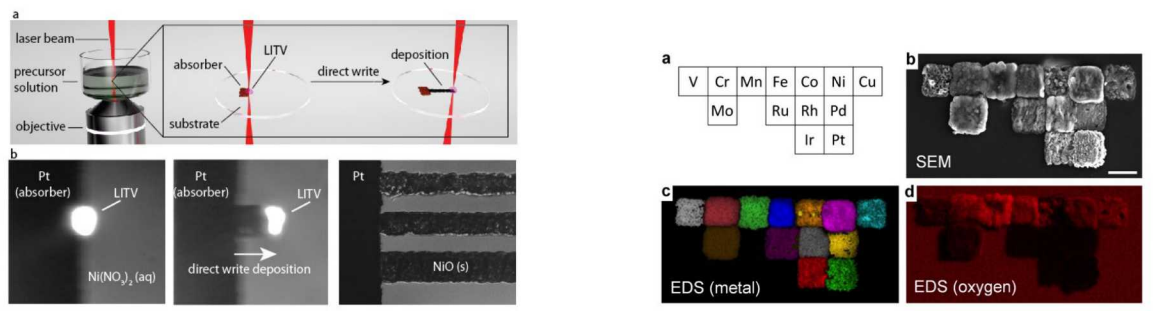 a
laser beam
precursor
solution
objective
absorber
LITV
substrate
direct write
deposition
b
Pt
(absorber)
LITV
Ni(NO₃)₂ (aq)
Pt
(absorber)
LITV
direct write deposition
Pt
NiO (s)
a
V Cr Mn Fe Co Ni Cu
Mo Ru Rh Pd
Ir Pt
b
SEM
c
EDS (metal)
d
EDS (oxygen)